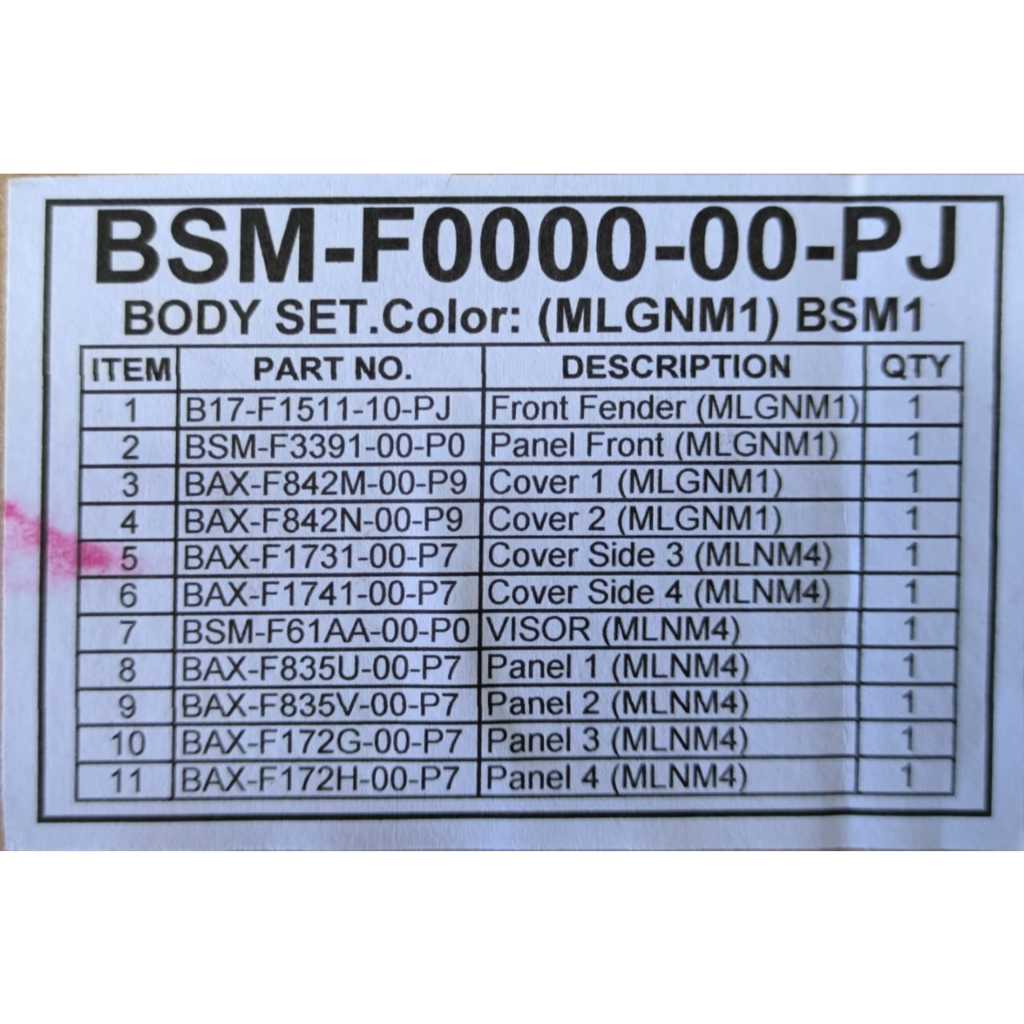 BSM-F0000-00-PJ
BODY SET.Color: (MLGNM1) BSM1
ITEM PART NO. DESCRIPTION QTY
1 B17-F1511-10-PJ Front Fender (MLGNM1) 1
2 BSM-F3391-00-P0 Panel Front (MLGNM1) 1
3 BAX-F842M-00-P9 Cover 1 (MLGNM1) 1
4 BAX-F842N-00-P9 Cover 2 (MLGNM1) 1
5 BAX-F1731-00-P7 Cover Side 3 (MLNM4) 1
6 BAX-F1741-00-P7 Cover Side 4 (MLNM4) 1
7 BSM-F61AA-00-P0 VISOR (MLNM4) 1
8 BAX-F835U-00-P7 Panel 1 (MLNM4) 1
9 BAX-F835V-00-P7 Panel 2 (MLNM4) 1
10 BAX-F172G-00-P7 Panel 3 (MLNM4) 1
11 BAX-F172H-00-P7 Panel 4 (MLNM4) 1